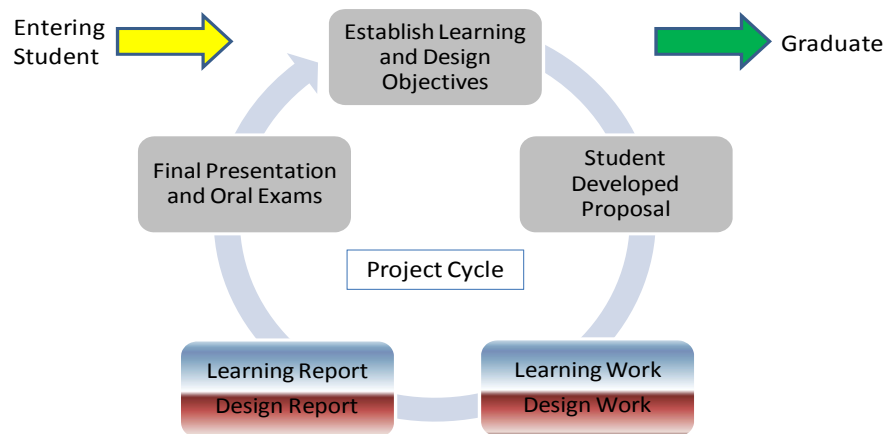 Entering
Student
Establish Learning
and Design
Objectives
Graduate
Final Presentation
and Oral Exams
Student
Developed
Proposal
Project Cycle
Learning Report
Design Report
Learning Work
Design Work